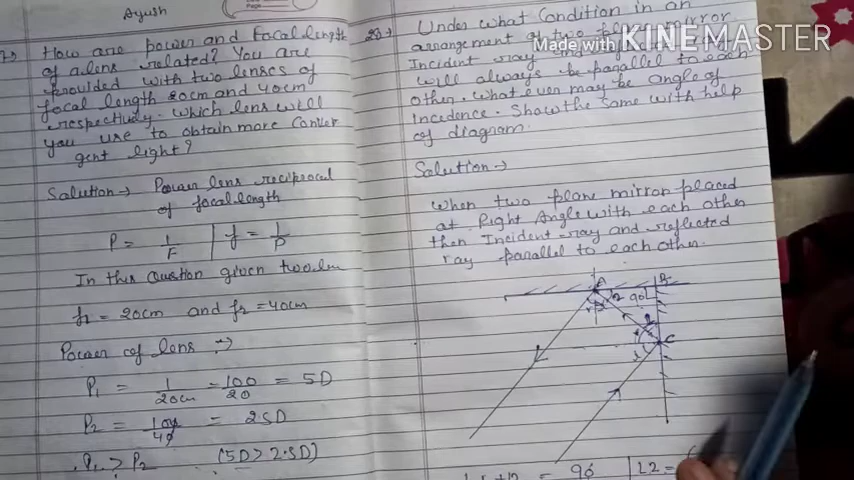 Ayush
How are power and Focal length
of a lens related? You are
provided with two lenses of
focal length 20cm and 40cm
respectively. which lens will
you use to obtain more conver
gent light?
Solution → Power lens reciprocal
of focal length
P = 1/F | f = 1/P
In this Question given two
f1 = 20cm and f2 = 40cm
Power of lens :→
P1 = 1/20cm = 100/20 = 5D
P2 = 100/40 = 2.5D
P1 > P2 (5D > 2.5D)
Made with KINEMASTER
Under what Condition in an
arrangement of two plane mirror
Incident ray and
will always be parallel to each
other. What ever may be angle of
incedence. Show the same with help
of diagram.
Solution →
When two plane mirror placed
at Right Angle with each other
then Incident ray and reflected
ray parallel to each other.
A
90°
C
= 90 | L2 =